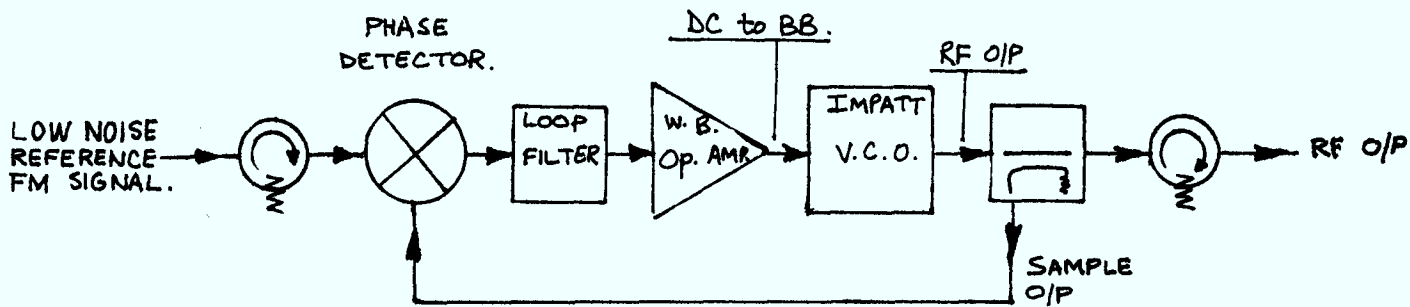 PHASE
DETECTOR.
DC to BB.
RF O/P
LOW NOISE
REFERENCE
FM SIGNAL.
LOOP
FILTER
W. B.
Op. AMP.
IMPATT
V.C.O.
RF O/P
SAMPLE
O/P